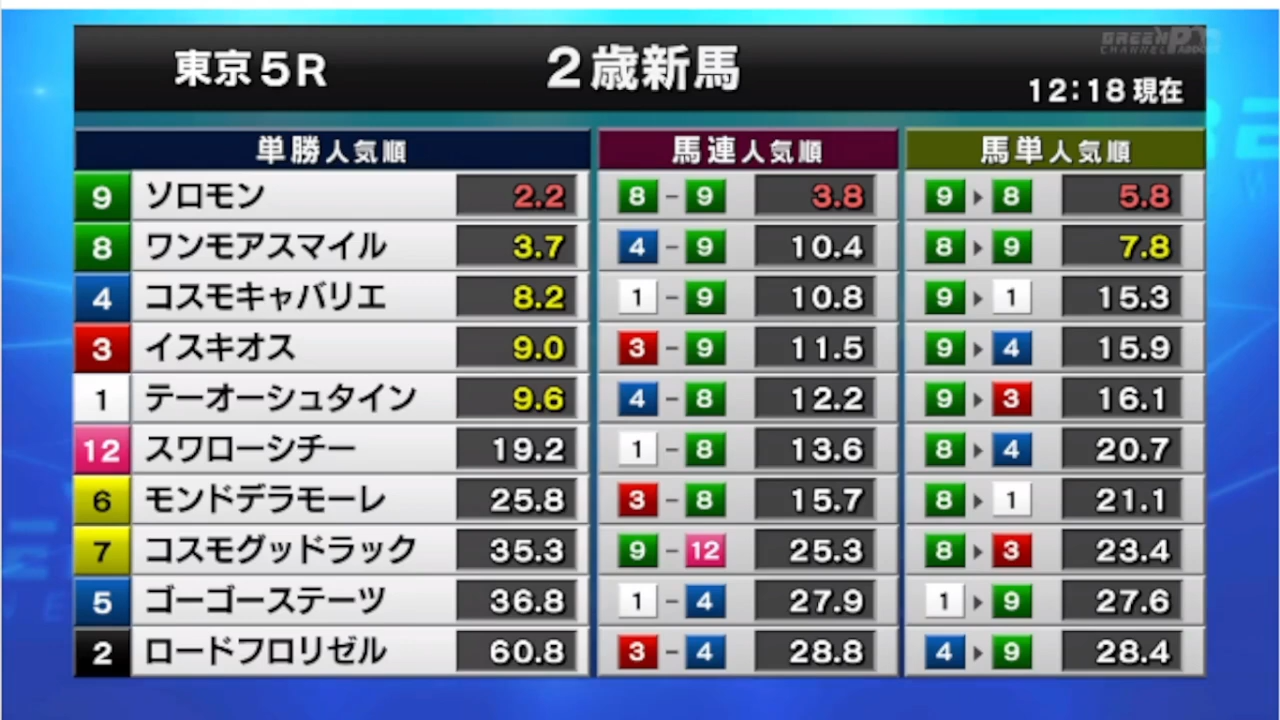 GREEN CHANNEL
東京5R 2歳新馬 12:18現在
単勝人気順 馬連人気順 馬単人気順
9 ソロモン 2.2 8-9 3.8 9▸8 5.8
8 ワンモアスマイル 3.7 4-9 10.4 8▸9 7.8
4 コスモキャバリエ 8.2 1-9 10.8 9▸1 15.3
3 イスキオス 9.0 3-9 11.5 9▸4 15.9
1 テーオーシュタイン 9.6 4-8 12.2 9▸3 16.1
12 スワローシチー 19.2 1-8 13.6 8▸4 20.7
6 モンドデラモーレ 25.8 3-8 15.7 8▸1 21.1
7 コスモグッドラック 35.3 9-12 25.3 8▸3 23.4
5 ゴーゴーステーツ 36.8 1-4 27.9 1▸9 27.6
2 ロードフロリゼル 60.8 3-4 28.8 4▸9 28.4